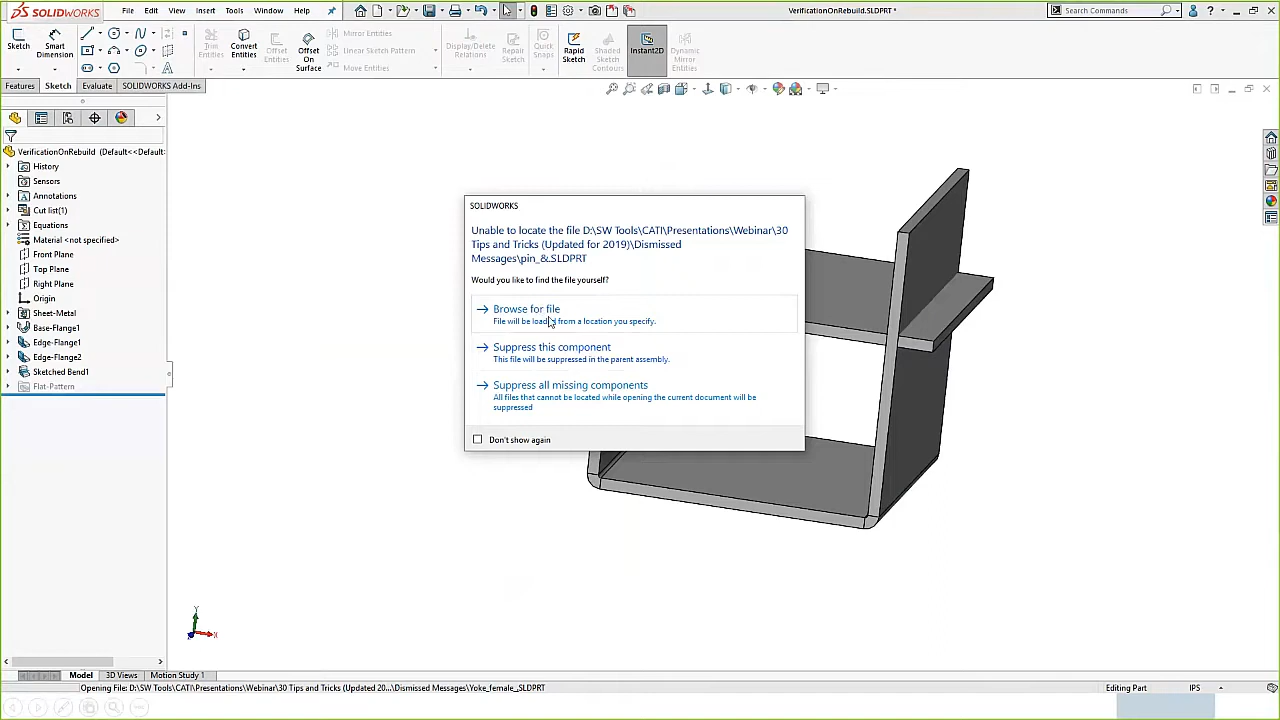 SOLIDWORKS File Edit View Insert Tools Window Help VerificationOnRebuild.SLDPRT * Search Commands
Sketch
Smart Dimension
Trim Entities
Convert Entities
Offset Entities
Offset On Surface
Mirror Entities
Linear Sketch Pattern
Move Entities
Display/Delete Relations
Repair Sketch
Quick Snaps
Rapid Sketch
Shaded Sketch Contours
Instant2D
Dynamic Mirror Entities
Features Sketch Evaluate SOLIDWORKS Add-Ins
VerificationOnRebuild (Default<<Default:
History
Sensors
Annotations
Cut list(1)
Equations
Material <not specified>
Front Plane
Top Plane
Right Plane
Origin
Sheet-Metal
Base-Flange1
Edge-Flange1
Edge-Flange2
Sketched Bend1
Flat-Pattern
SOLIDWORKS
Unable to locate the file D:\SW Tools\CATI\Presentations\Webinar\30
Tips and Tricks (Updated for 2019)\Dismissed
Messages\pin_&.SLDPRT
Would you like to find the file yourself?
Browse for file
File will be loaded from a location you specify.
Suppress this component
This file will be suppressed in the parent assembly.
Suppress all missing components
All files that cannot be located while opening the current document will be
suppressed
Don't show again
Y
X
Model 3D Views Motion Study 1
Opening File: D:\SW Tools\CATI\Presentations\Webinar\30 Tips and Tricks (Updated 20...\Dismissed Messages\Yoke_female_.SLDPRT Editing Part IPS